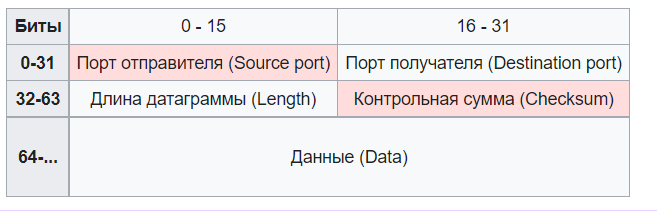 Биты 0 - 15 16 - 31
0-31 Порт отправителя (Source port) Порт получателя (Destination port)
32-63 Длина датаграммы (Length) Контрольная сумма (Checksum)
64-... Данные (Data)